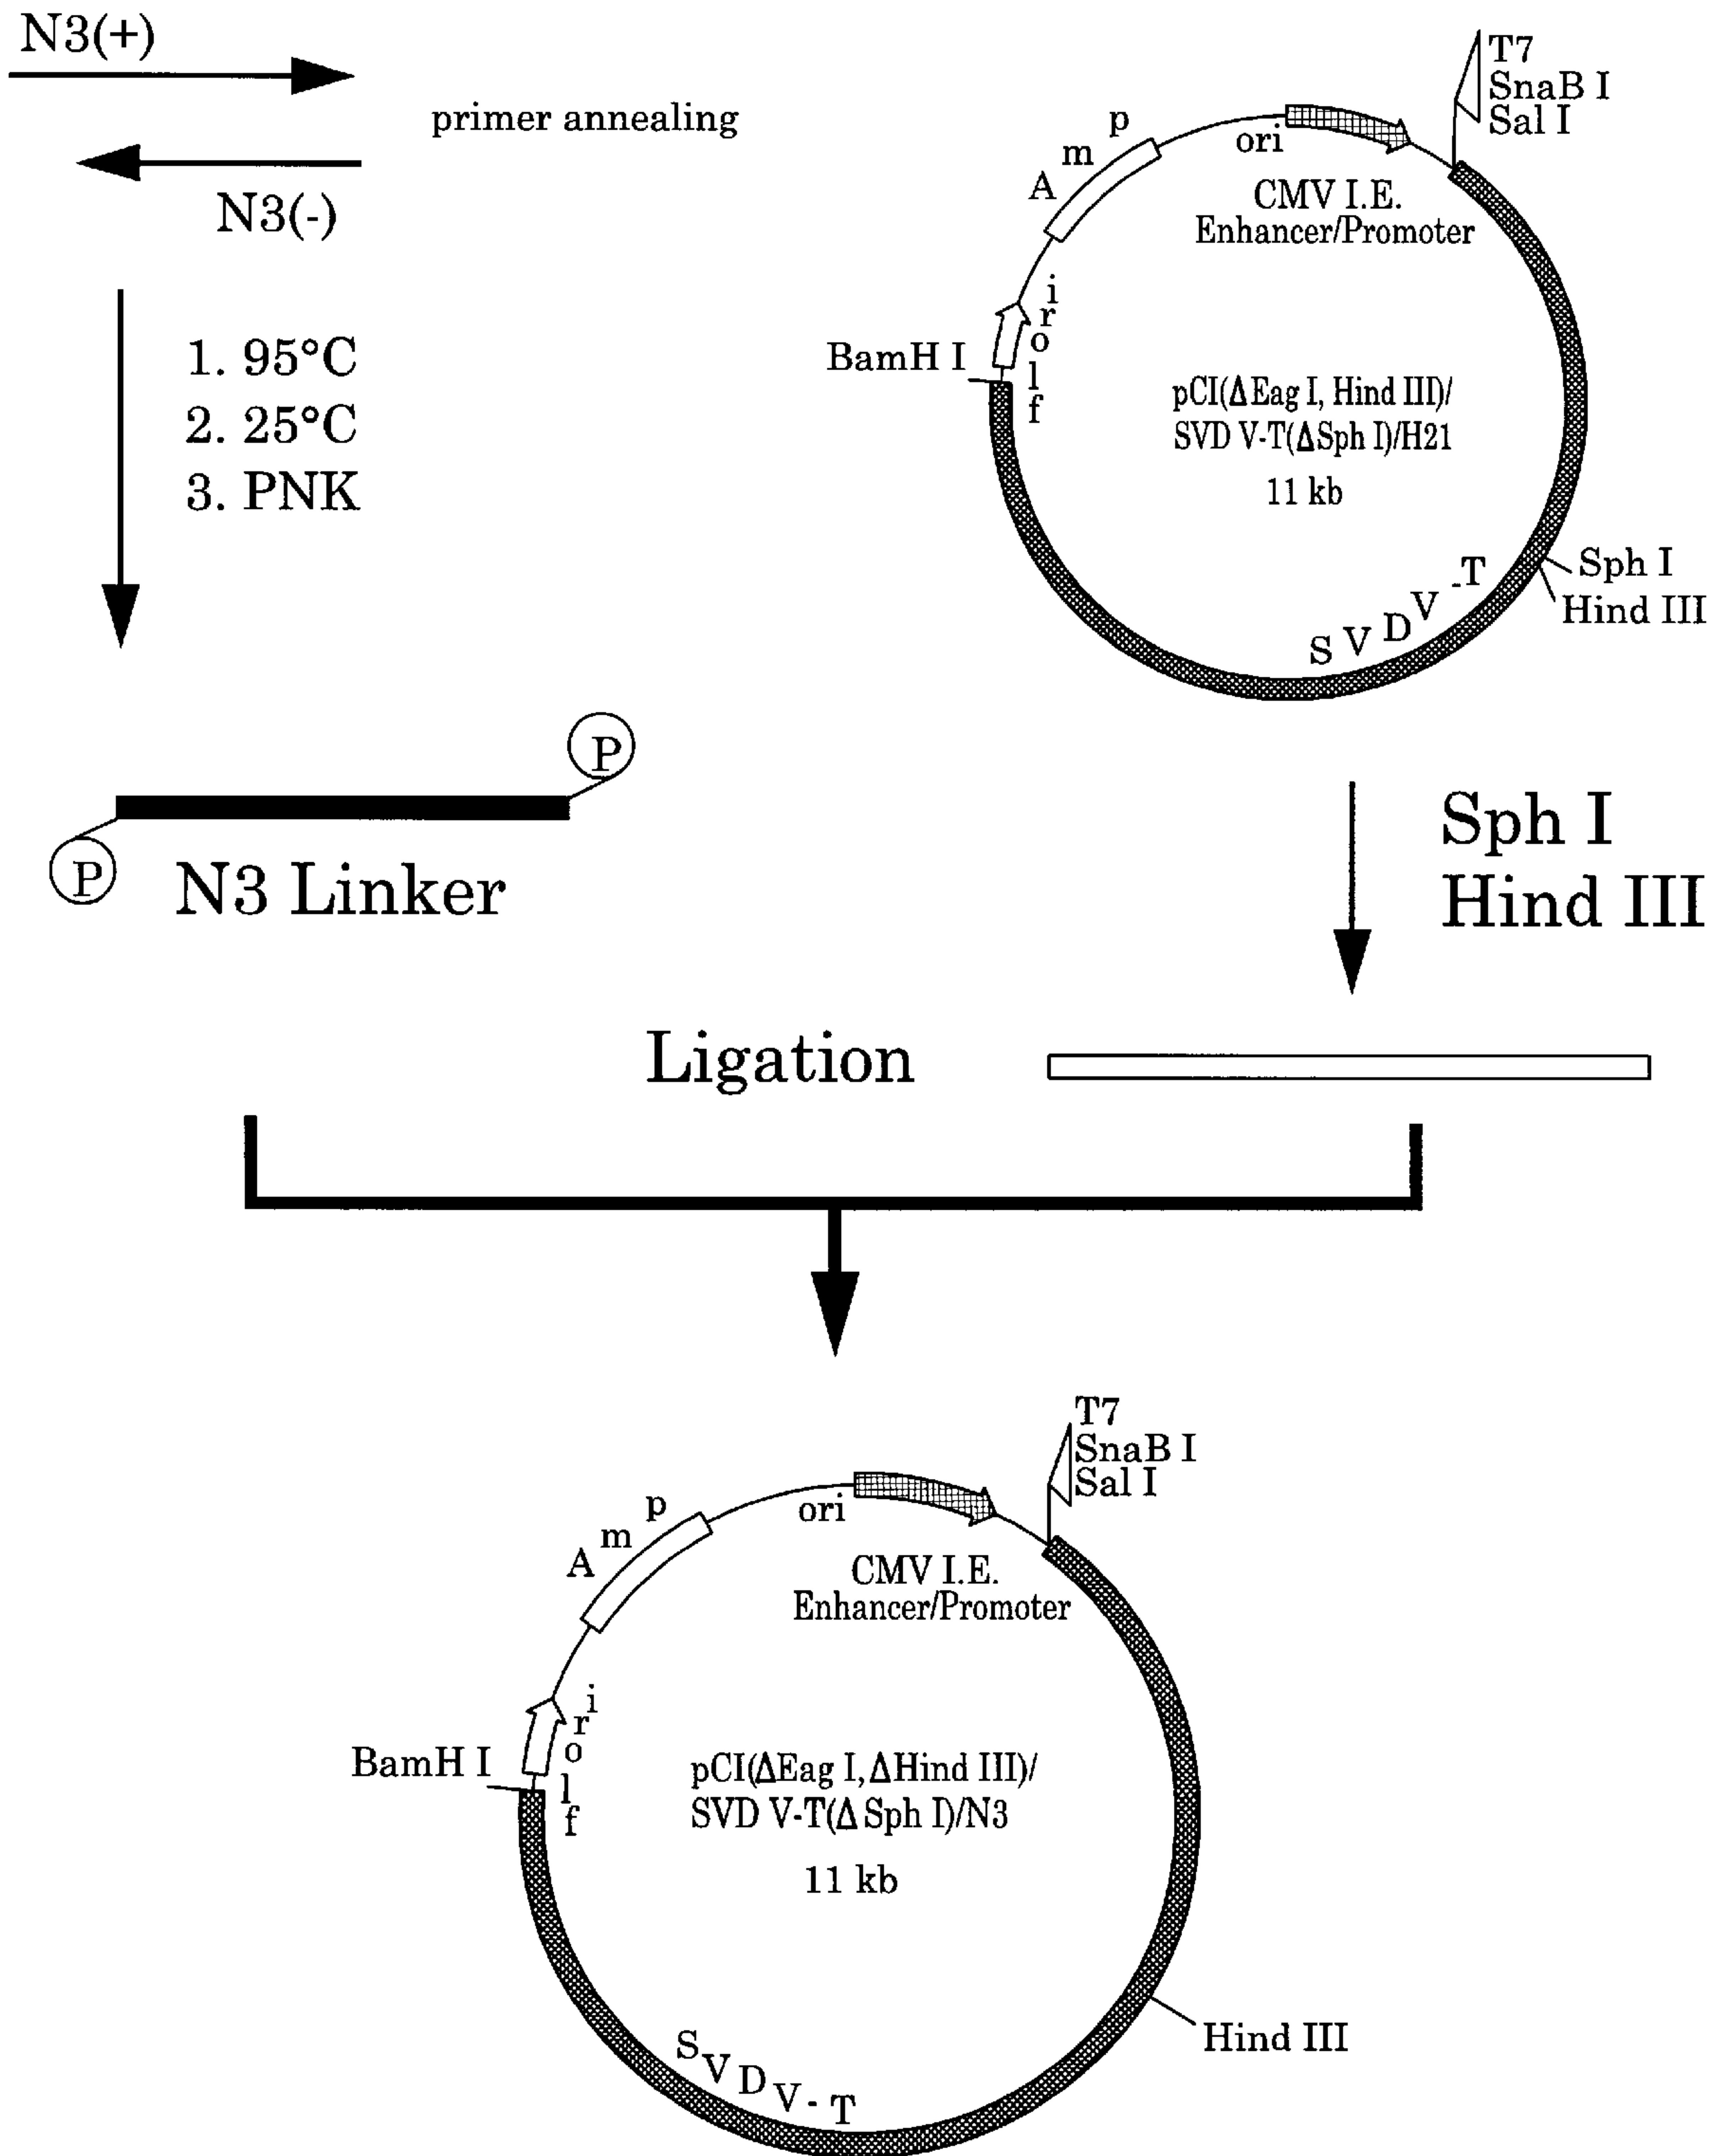 N3(+)
primer annealing
N3(-)
1. 95°C
2. 25°C
3. PNK
P
P
N3 Linker
T7
SnaB I
Sal I
ori
Amp
CMV I.E.
Enhancer/Promoter
f1 ori
BamH I
pCI(ΔEag I, Hind III)/
SVD V-T(ΔSph I)/H21
11 kb
Sph I
Hind III
SVDV-T
Sph I
Hind III
Ligation
T7
SnaB I
Sal I
ori
Amp
CMV I.E.
Enhancer/Promoter
f1 ori
BamH I
pCI(ΔEag I, ΔHind III)/
SVD V-T(Δ Sph I)/N3
11 kb
Hind III
SVDV-T